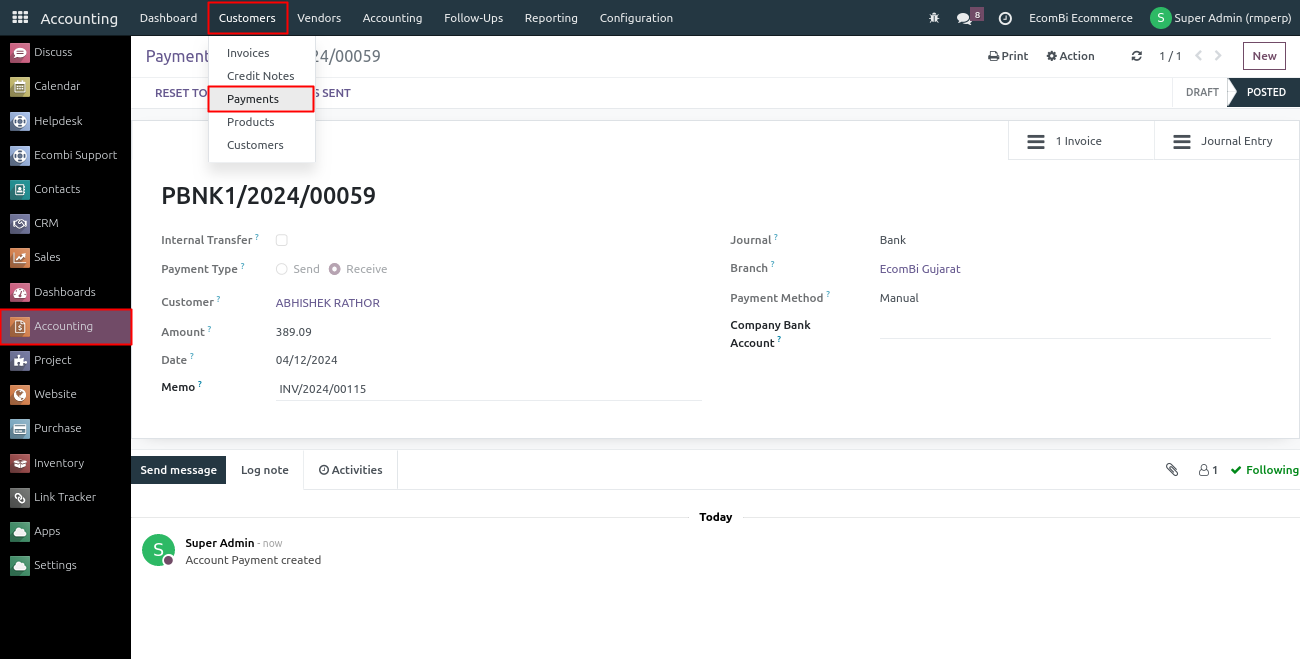 Accounting Dashboard Customers Vendors Accounting Follow-Ups Reporting Configuration 8 EcomBi Ecommerce S Super Admin (rmperp)
Discuss
Calendar
Helpdesk
Ecombi Support
Contacts
CRM
Sales
Dashboards
Accounting
Project
Website
Purchase
Inventory
Link Tracker
Apps
Settings
Invoices
Credit Notes
Payments
Products
Customers
Payment 24/00059 Print Action 1 / 1 New
RESET TO S SENT DRAFT POSTED
1 Invoice Journal Entry
PBNK1/2024/00059
Internal Transfer ?
Payment Type ? Send Receive
Customer ? ABHISHEK RATHOR
Amount ? 389.09
Date ? 04/12/2024
Memo ? INV/2024/00115
Journal ? Bank
Branch ? EcomBi Gujarat
Payment Method ? Manual
Company Bank
Account ?
Send message Log note Activities 1 Following
Today
S Super Admin - now
Account Payment created